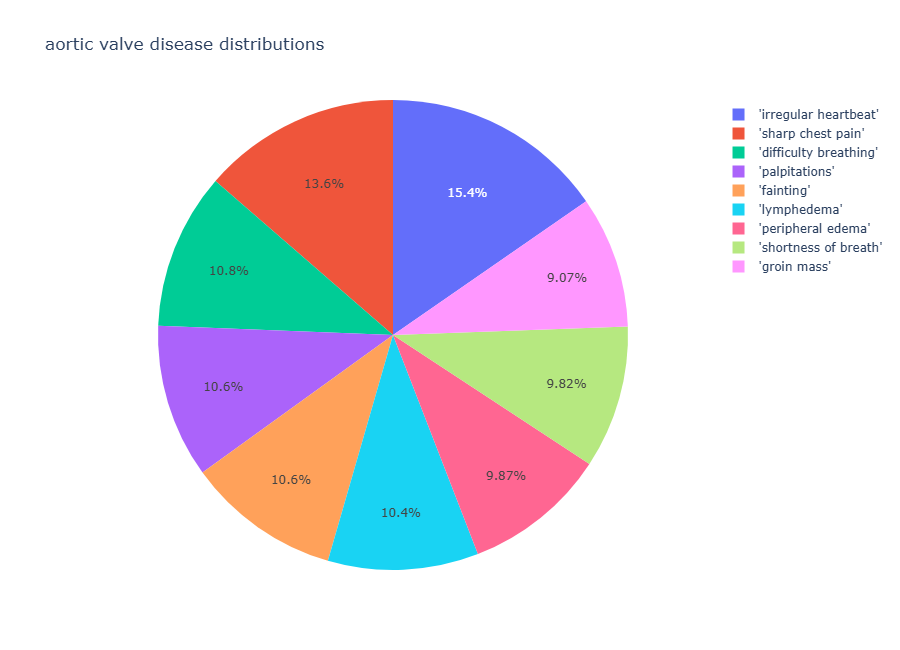 aortic valve disease distributions
'irregular heartbeat'
'sharp chest pain'
'difficulty breathing'
'palpitations'
'fainting'
'lymphedema'
'peripheral edema'
'shortness of breath'
'groin mass'
13.6%
15.4%
10.8%
9.07%
10.6%
9.82%
10.6%
9.87%
10.4%